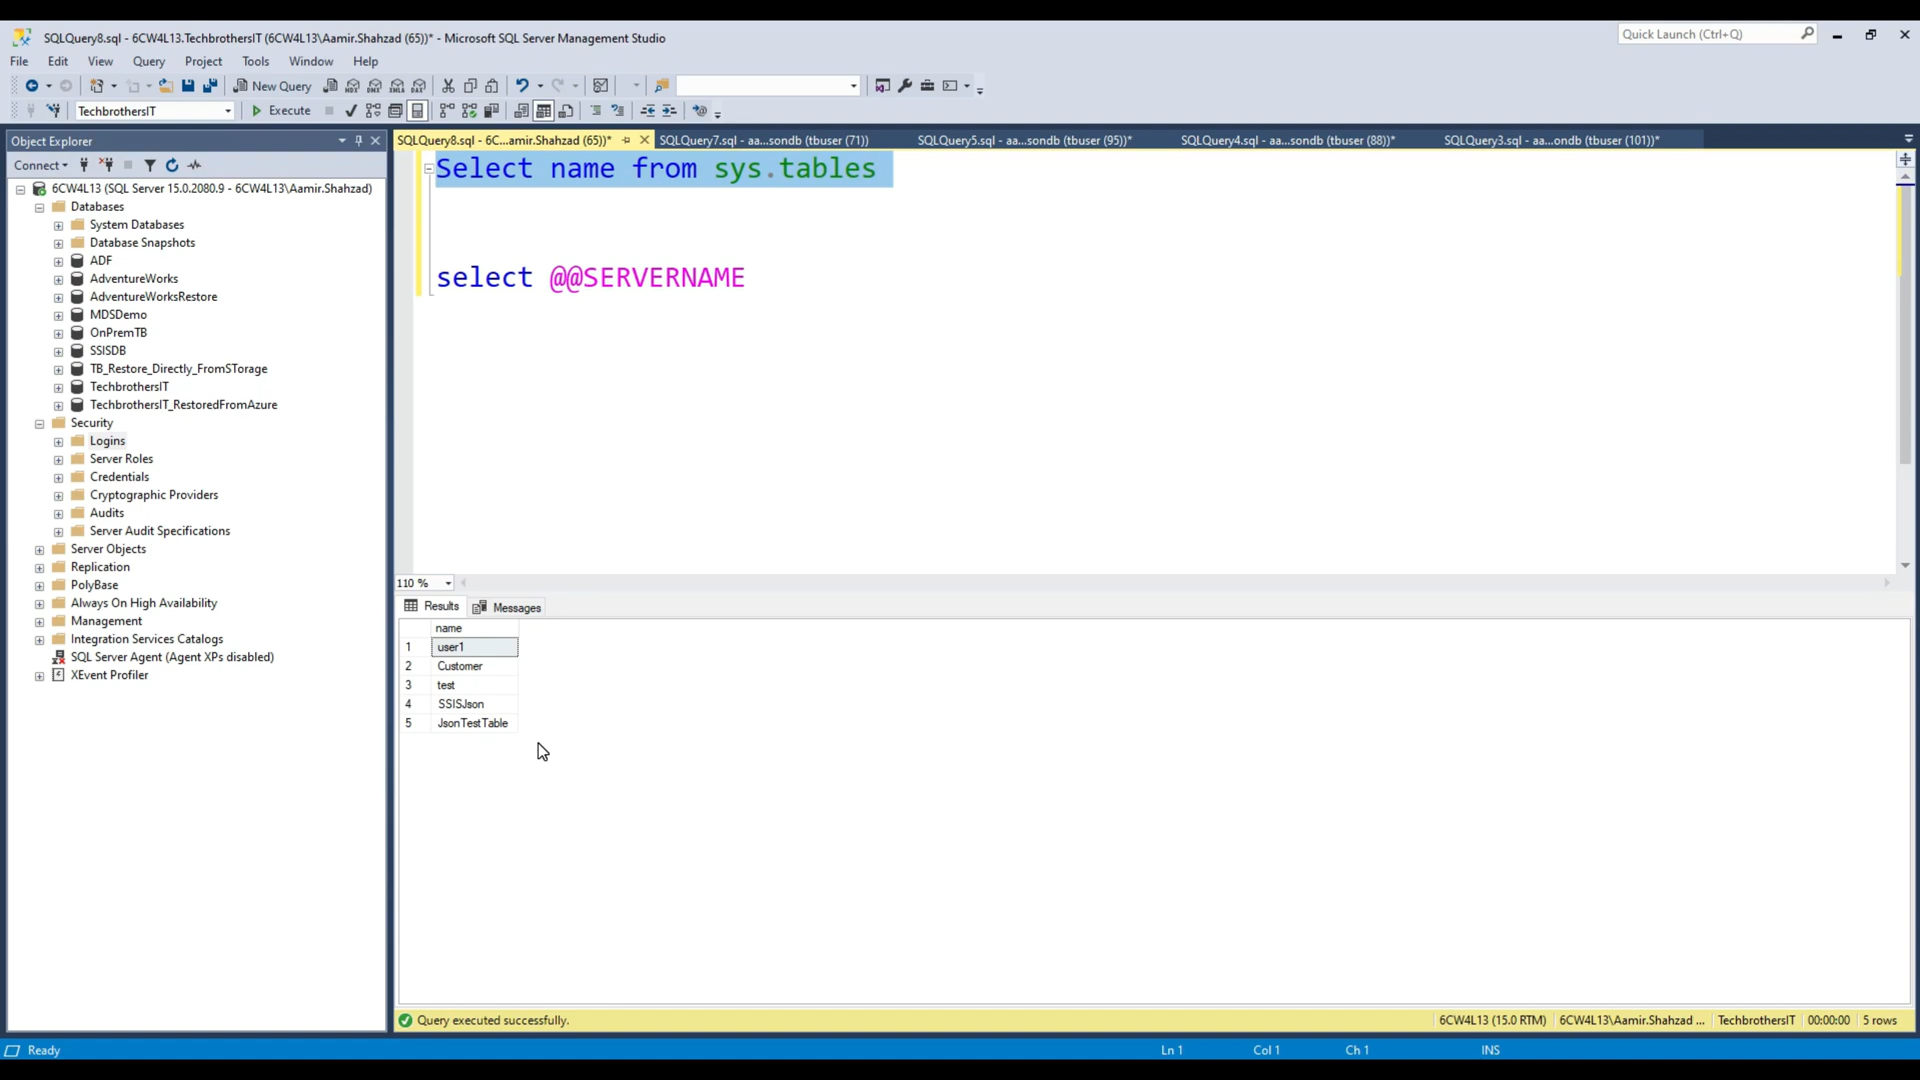 SQLQuery8.sql - 6CW4L13.TechbrothersIT (6CW4L13\Aamir.Shahzad (65))* - Microsoft SQL Server Management Studio
Quick Launch (Ctrl+Q)
File Edit View Query Project Tools Window Help
New Query
MDX DMX XMLA DAX
TechbrothersIT
Execute
Object Explorer
SQLQuery8.sql - 6C...amir.Shahzad (65))*
SQLQuery7.sql - aa...sondb (tbuser (71))
SQLQuery5.sql - aa...sondb (tbuser (95))*
SQLQuery4.sql - aa...sondb (tbuser (88))*
SQLQuery3.sql - aa...ondb (tbuser (101))*
Connect
6CW4L13 (SQL Server 15.0.2080.9 - 6CW4L13\Aamir.Shahzad)
Databases
System Databases
Database Snapshots
ADF
AdventureWorks
AdventureWorksRestore
MDSDemo
OnPremTB
SSISDB
TB_Restore_Directly_FromSTorage
TechbrothersIT
TechbrothersIT_RestoredFromAzure
Security
Logins
Server Roles
Credentials
Cryptographic Providers
Audits
Server Audit Specifications
Server Objects
Replication
PolyBase
Always On High Availability
Management
Integration Services Catalogs
SQL Server Agent (Agent XPs disabled)
XEvent Profiler
Select name from sys.tables
select @@SERVERNAME
110 %
Results Messages
name
1 user1
2 Customer
3 test
4 SSISJson
5 JsonTestTable
Query executed successfully.
6CW4L13 (15.0 RTM) 6CW4L13\Aamir.Shahzad ... TechbrothersIT 00:00:00 5 rows
Ready
Ln 1 Col 1 Ch 1 INS